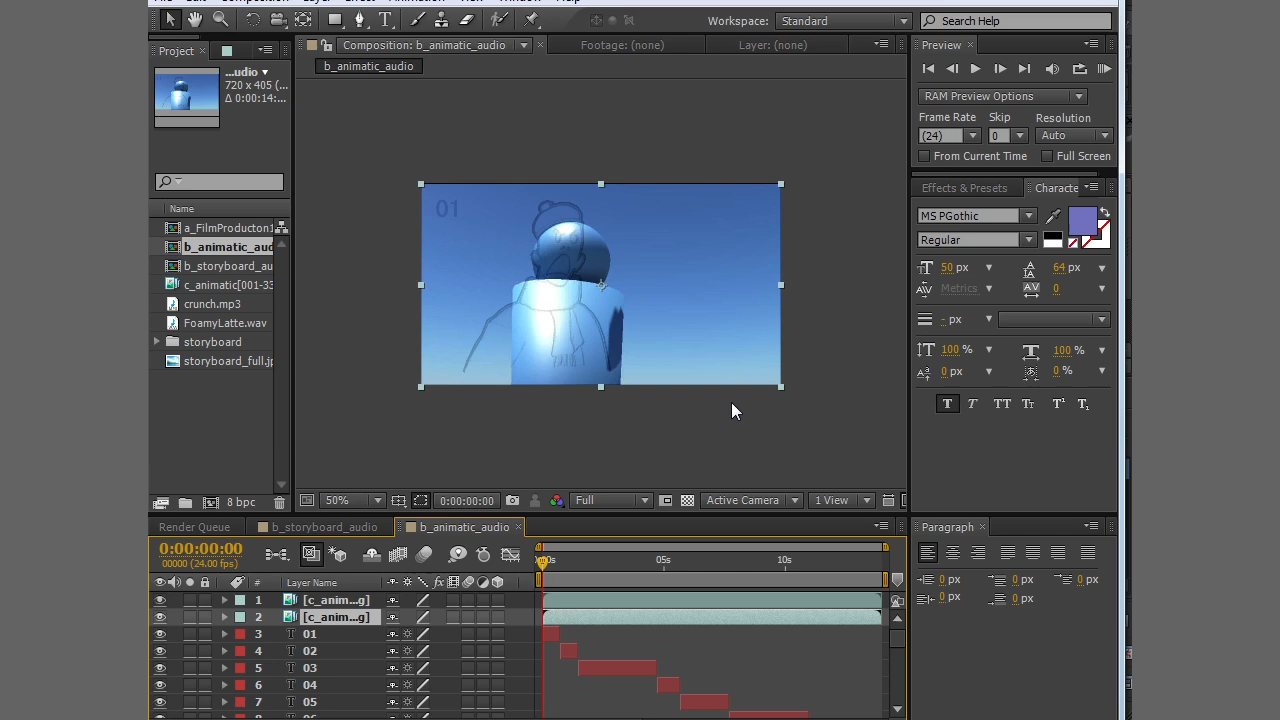 Workspace: Standard Search Help
Project
Composition: b_animatic_audio
Footage: (none)
Layer: (none)
Preview
b_animatic_audio
...udio
720 x 405 (...
Δ 0:00:14:...
RAM Preview Options
Frame Rate Skip Resolution
(24) 0 Auto
From Current Time Full Screen
Name
a_FilmProducton1
b_animatic_aud
b_storyboard_au
c_animatic[001-33
crunch.mp3
FoamyLatte.wav
storyboard
storyboard_full.jp
01
Effects & Presets Characte
MS PGothic
Regular
50 px 64 px
Metrics 0
- px
100 % 100 %
0 px 0 %
T T TT Tt T¹ T₁
8 bpc
50% 0:00:00:00 Full Active Camera 1 View
Render Queue b_storyboard_audio b_animatic_audio
Paragraph
0:00:00:00
00000 (24.00 fps)
05s 10s
# Layer Name
1 [c_anim...g]
2 [c_anim...g]
3 T 01
4 T 02
5 T 03
6 T 04
7 T 05
0 px 0 px 0 px
0 px 0 px